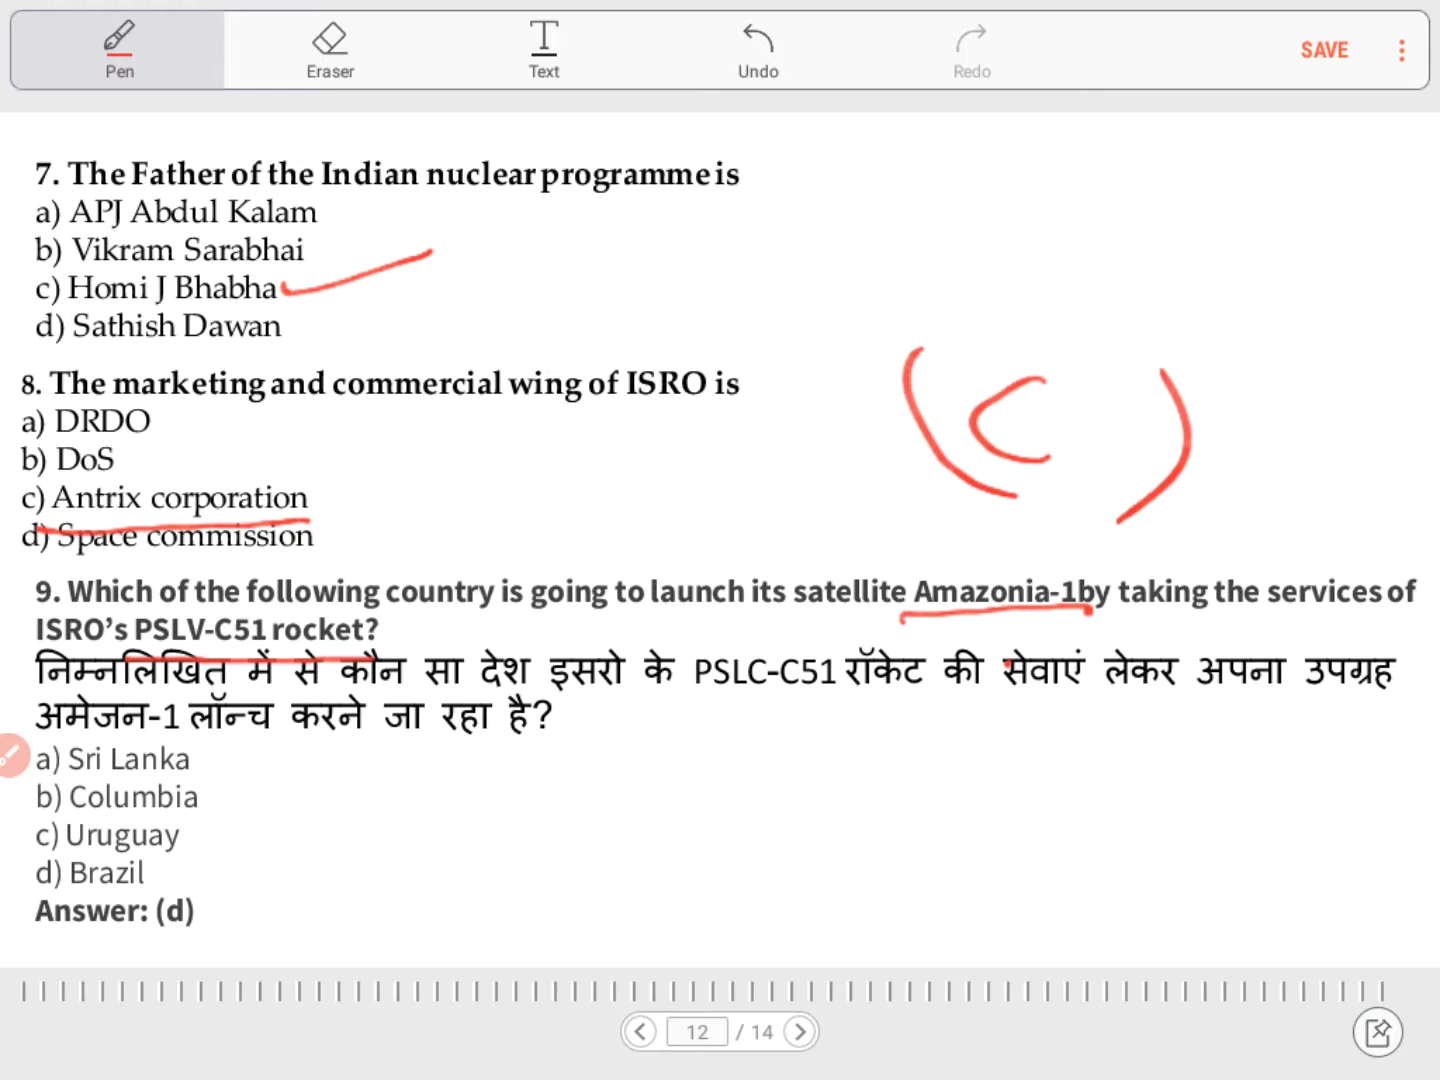 Pen
Eraser
Text
Undo
Redo
SAVE
7. The Father of the Indian nuclear programme is
a) APJ Abdul Kalam
b) Vikram Sarabhai
c) Homi J Bhabha
d) Sathish Dawan
8. The marketing and commercial wing of ISRO is
a) DRDO
b) DoS
c) Antrix corporation
d) Space commission
(C)
9. Which of the following country is going to launch its satellite Amazonia-1by taking the services of
ISRO’s PSLV-C51 rocket?
निम्नलिखित में से कौन सा देश इसरो के PSLC-C51 रॉकेट की सेवाएं लेकर अपना उपग्रह
अमेजन-1 लॉन्च करने जा रहा है?
a) Sri Lanka
b) Columbia
c) Uruguay
d) Brazil
Answer: (d)
12 / 14